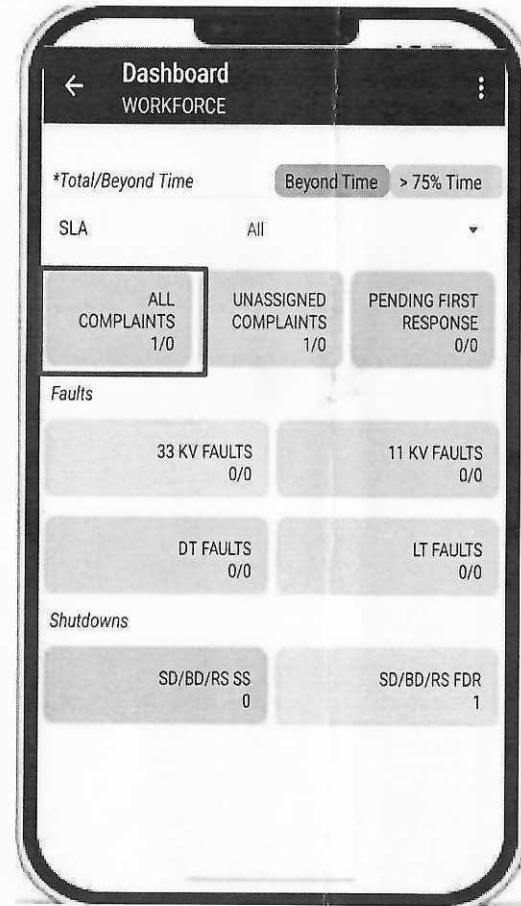 Dashboard
WORKFORCE
*Total/Beyond Time Beyond Time > 75% Time
SLA All
ALL
COMPLAINTS
1/0
UNASSIGNED
COMPLAINTS
1/0
PENDING FIRST
RESPONSE
0/0
Faults
33 KV FAULTS
0/0
11 KV FAULTS
0/0
DT FAULTS
0/0
LT FAULTS
0/0
Shutdowns
SD/BD/RS SS
0
SD/BD/RS FDR
1